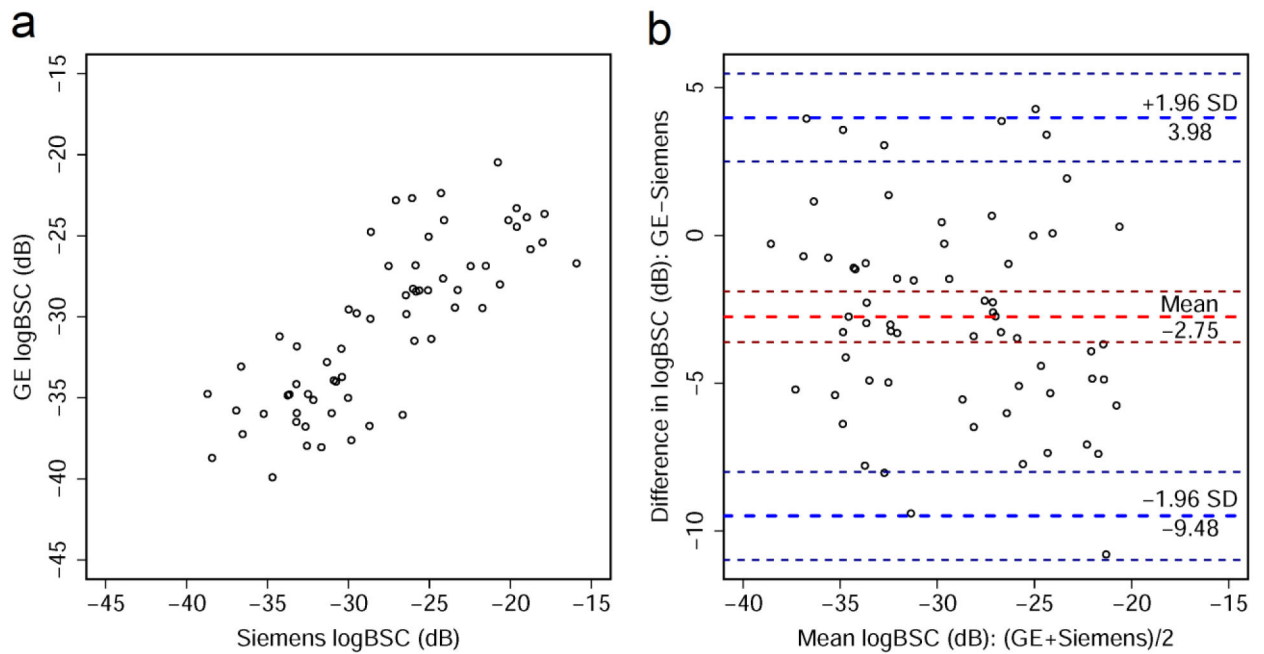 a
GE logBSC (dB)
−15
−20
−25
−30
−35
−40
−45
−45 −40 −35 −30 −25 −20 −15
Siemens logBSC (dB)
b
Difference in logBSC (dB): GE−Siemens
5
0
−5
−10
+1.96 SD
3.98
Mean
−2.75
−1.96 SD
−9.48
−40 −35 −30 −25 −20 −15
Mean logBSC (dB): (GE+Siemens)/2